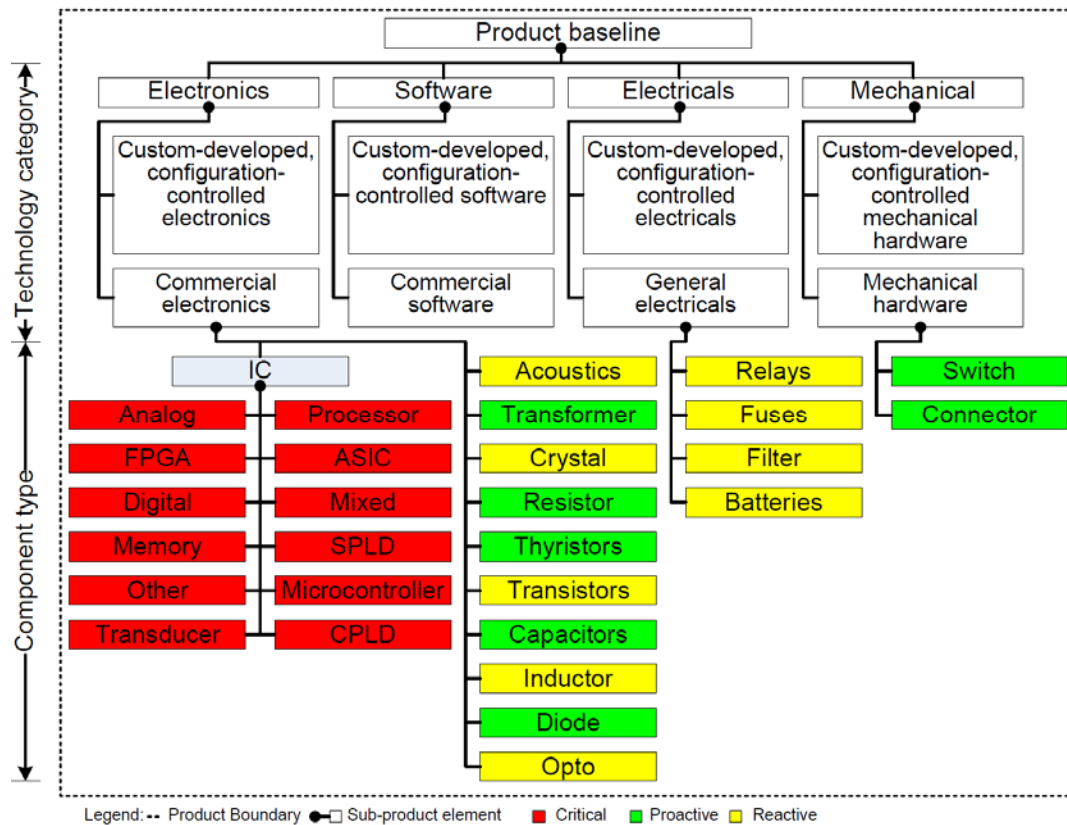 Product baseline
Technology category
Electronics
Software
Electricals
Mechanical
Custom-developed,
configuration-
controlled
electronics
Custom-developed,
configuration-
controlled software
Custom-developed,
configuration-
controlled
electricals
Custom-developed,
configuration-
controlled
mechanical
hardware
Commercial
electronics
Commercial
software
General
electricals
Mechanical
hardware
Component type
IC
Analog
Processor
FPGA
ASIC
Digital
Mixed
Memory
SPLD
Other
Microcontroller
Transducer
CPLD
Acoustics
Transformer
Crystal
Resistor
Thyristors
Transistors
Capacitors
Inductor
Diode
Opto
Relays
Fuses
Filter
Batteries
Switch
Connector
Legend: Product Boundary Sub-product element Critical Proactive Reactive